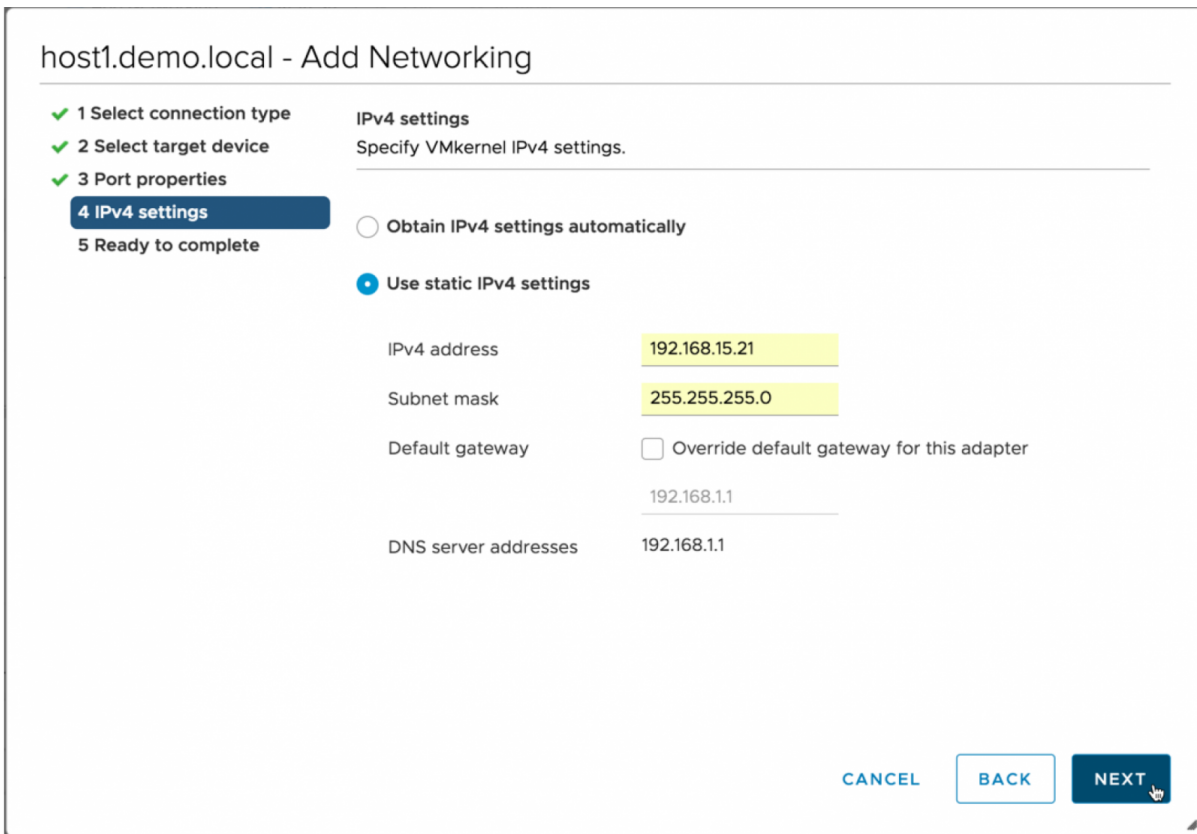 host1.demo.local - Add Networking
1 Select connection type
2 Select target device
3 Port properties
4 IPv4 settings
5 Ready to complete
IPv4 settings
Specify VMkernel IPv4 settings.
Obtain IPv4 settings automatically
Use static IPv4 settings
IPv4 address 192.168.15.21
Subnet mask 255.255.255.0
Default gateway Override default gateway for this adapter
192.168.1.1
DNS server addresses 192.168.1.1
CANCEL BACK NEXT